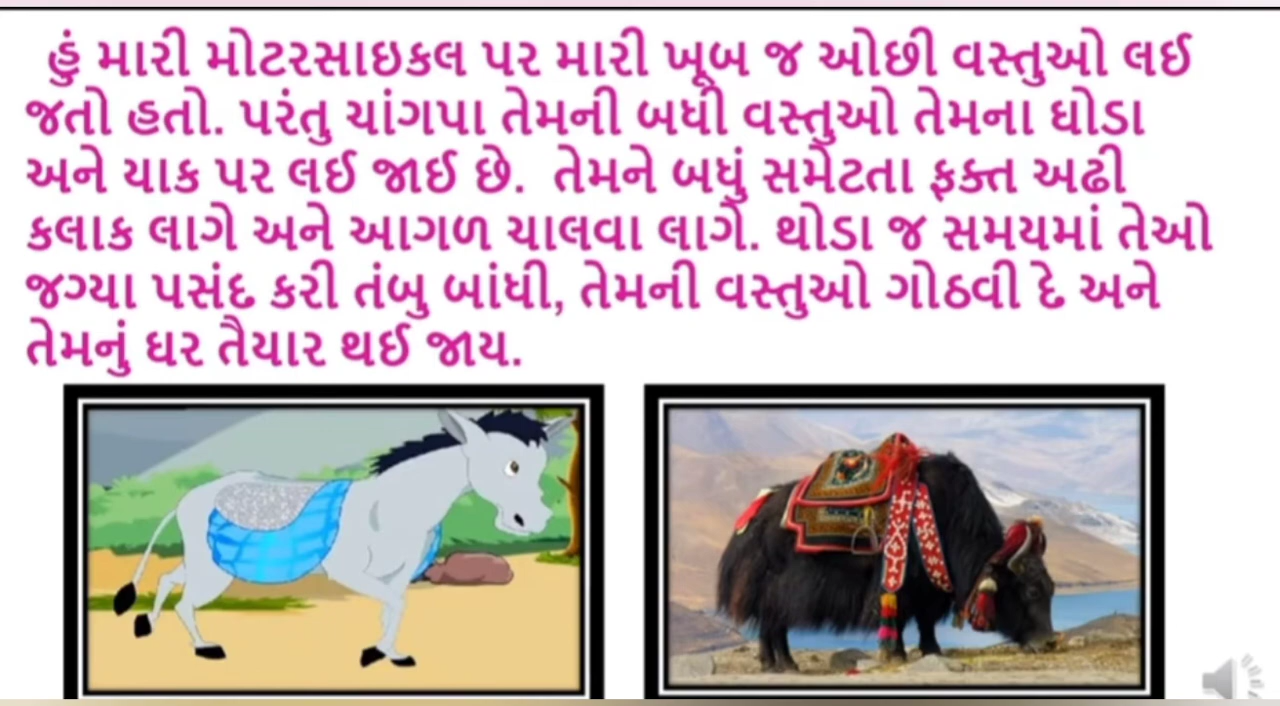 હું મારી મોટરસાઇકલ પર મારી ખૂબ જ ઓછી વસ્તુઓ લઈ
જતો હતો. પરંતુ ચાંગપા તેમની બધી વસ્તુઓ તેમના ઘોડા
અને યાક પર લઈ જાઈ છે. તેમને બધું સમેટતા ફક્ત અઢી
કલાક લાગે અને આગળ ચાલવા લાગે. થોડા જ સમયમાં તેઓ
જગ્યા પસંદ કરી તંબુ બાંધી, તેમની વસ્તુઓ ગોઠવી દે અને
તેમનું ઘર તૈયાર થઈ જાય.